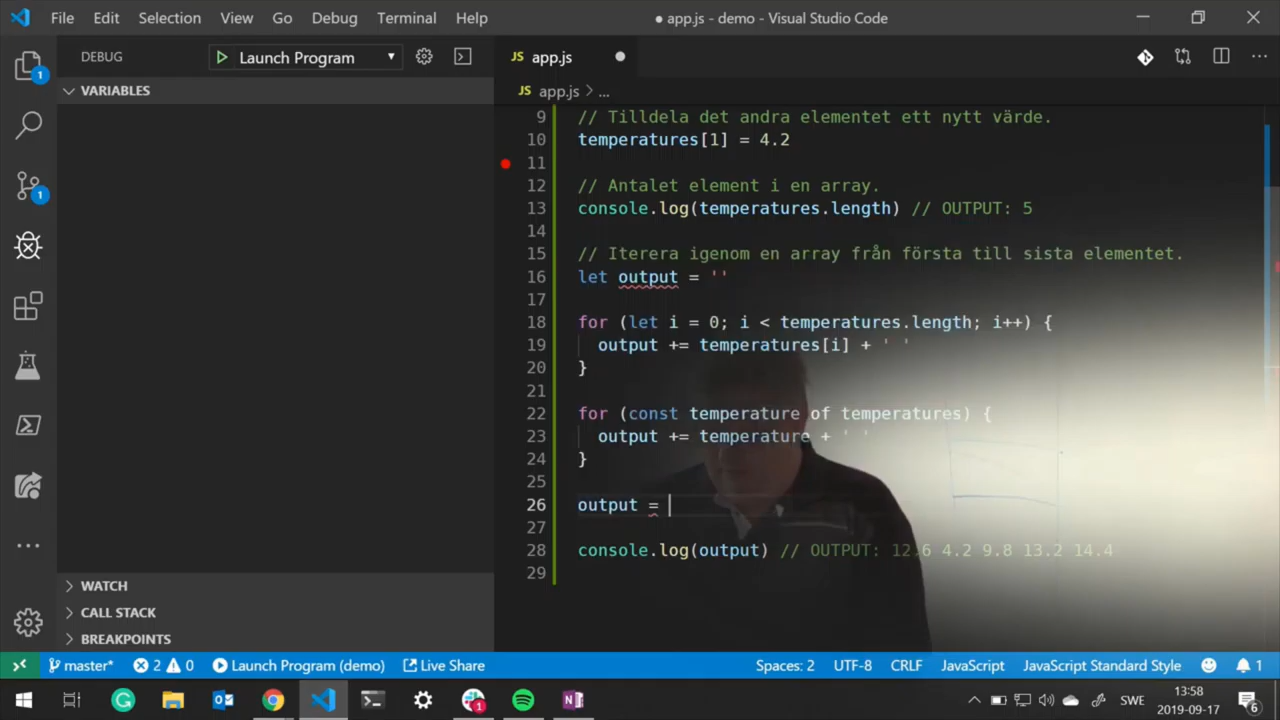 File Edit Selection View Go Debug Terminal Help
● app.js - demo - Visual Studio Code
DEBUG Launch Program
JS app.js
1
VARIABLES
JS app.js > ...
9 // Tilldela det andra elementet ett nytt värde.
10 temperatures[1] = 4.2
11
12 // Antalet element i en array.
13 console.log(temperatures.length) // OUTPUT: 5
14
15 // Iterera igenom en array från första till sista elementet.
16 let output = ''
17
18 for (let i = 0; i < temperatures.length; i++) {
19 output += temperatures[i] + ' '
20 }
21
22 for (const temperature of temperatures) {
23 output += temperature + ' '
24 }
25
26 output =
27
28 console.log(output) // OUTPUT: 12.6 4.2 9.8 13.2 14.4
29
1
WATCH
CALL STACK
BREAKPOINTS
master* 2 0 Launch Program (demo) Live Share Spaces: 2 UTF-8 CRLF JavaScript JavaScript Standard Style 1
SWE
13:58
2019-09-17
1
6